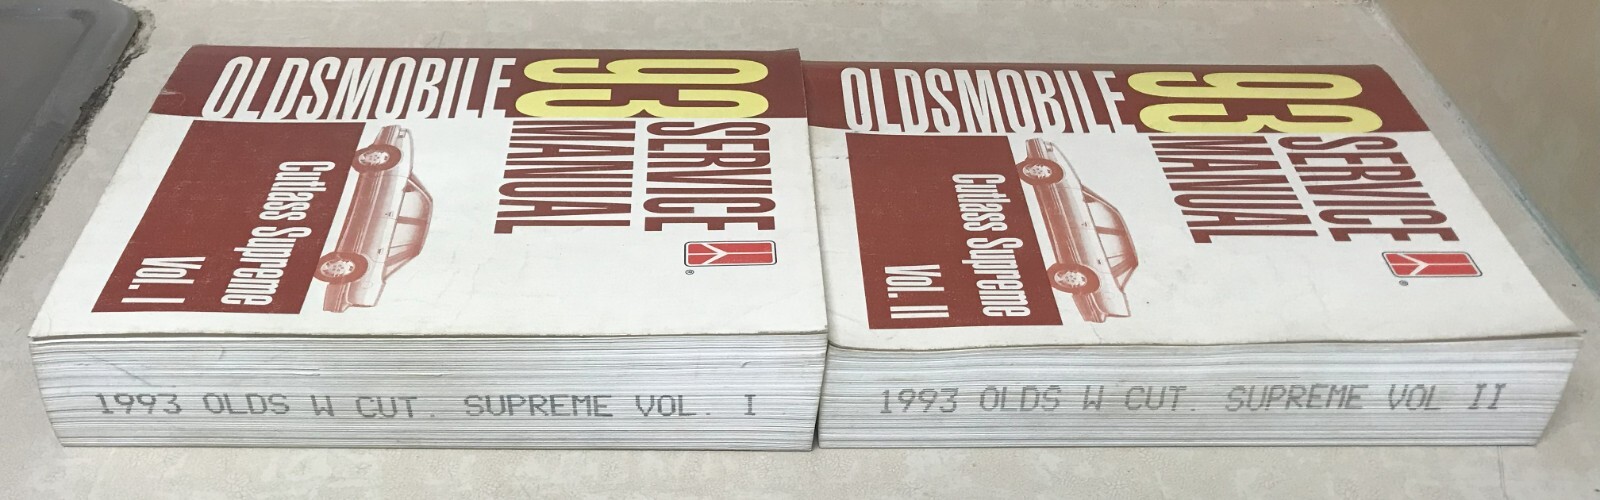 OLDSMOBILE
93
SERVICE
MANUAL
Cutlass Supreme
Vol. I
®
1993 OLDS W CUT. SUPREME VOL. I
OLDSMOBILE
93
SERVICE
MANUAL
Cutlass Supreme
Vol. II
®
1993 OLDS W CUT. SUPREME VOL II